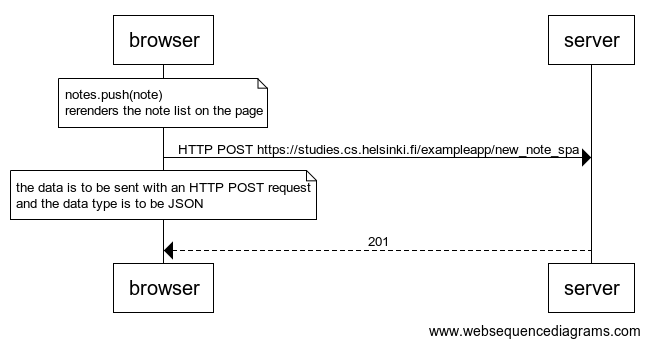 browser
server
notes.push(note)
rerenders the note list on the page
HTTP POST https://studies.cs.helsinki.fi/exampleapp/new_note_spa
the data is to be sent with an HTTP POST request
and the data type is to be JSON
201
browser
server
www.websequencediagrams.com